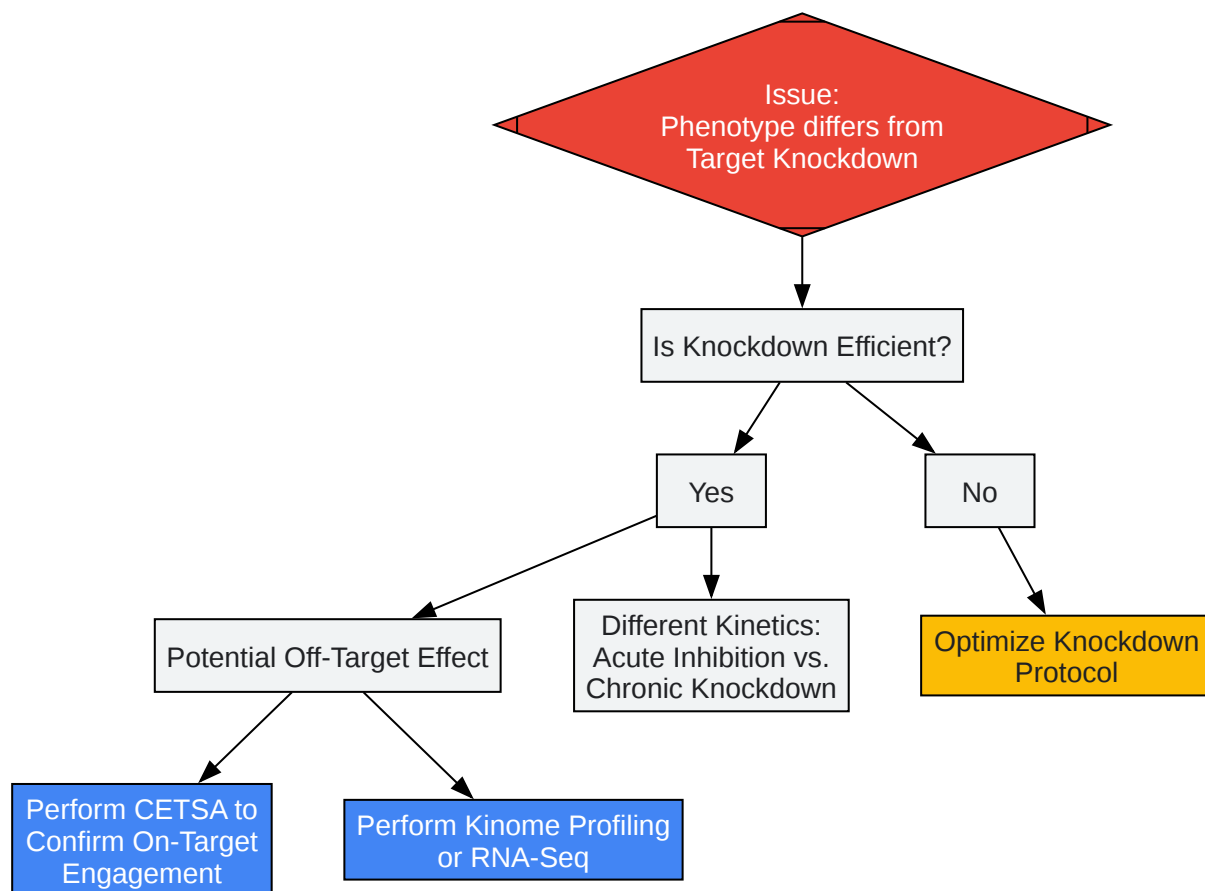 Issue:
Phenotype differs from
Target Knockdown
Is Knockdown Efficient?
Yes
No
Potential Off-Target Effect
Different Kinetics:
Acute Inhibition vs.
Chronic Knockdown
Optimize Knockdown
Protocol
Perform CETSA to
Confirm On-Target
Engagement
Perform Kinome Profiling
or RNA-Seq